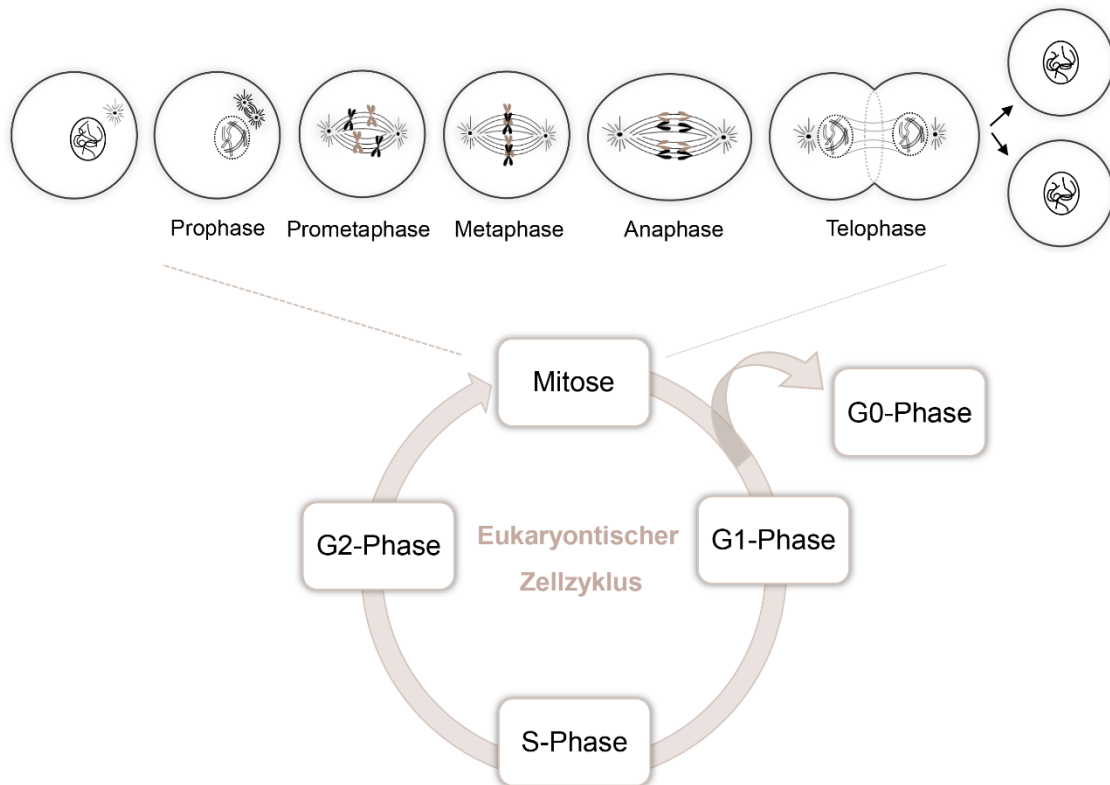 Prophase
Prometaphase
Metaphase
Anaphase
Telophase
Mitose
G0-Phase
G2-Phase
Eukaryontischer
Zellzyklus
G1-Phase
S-Phase